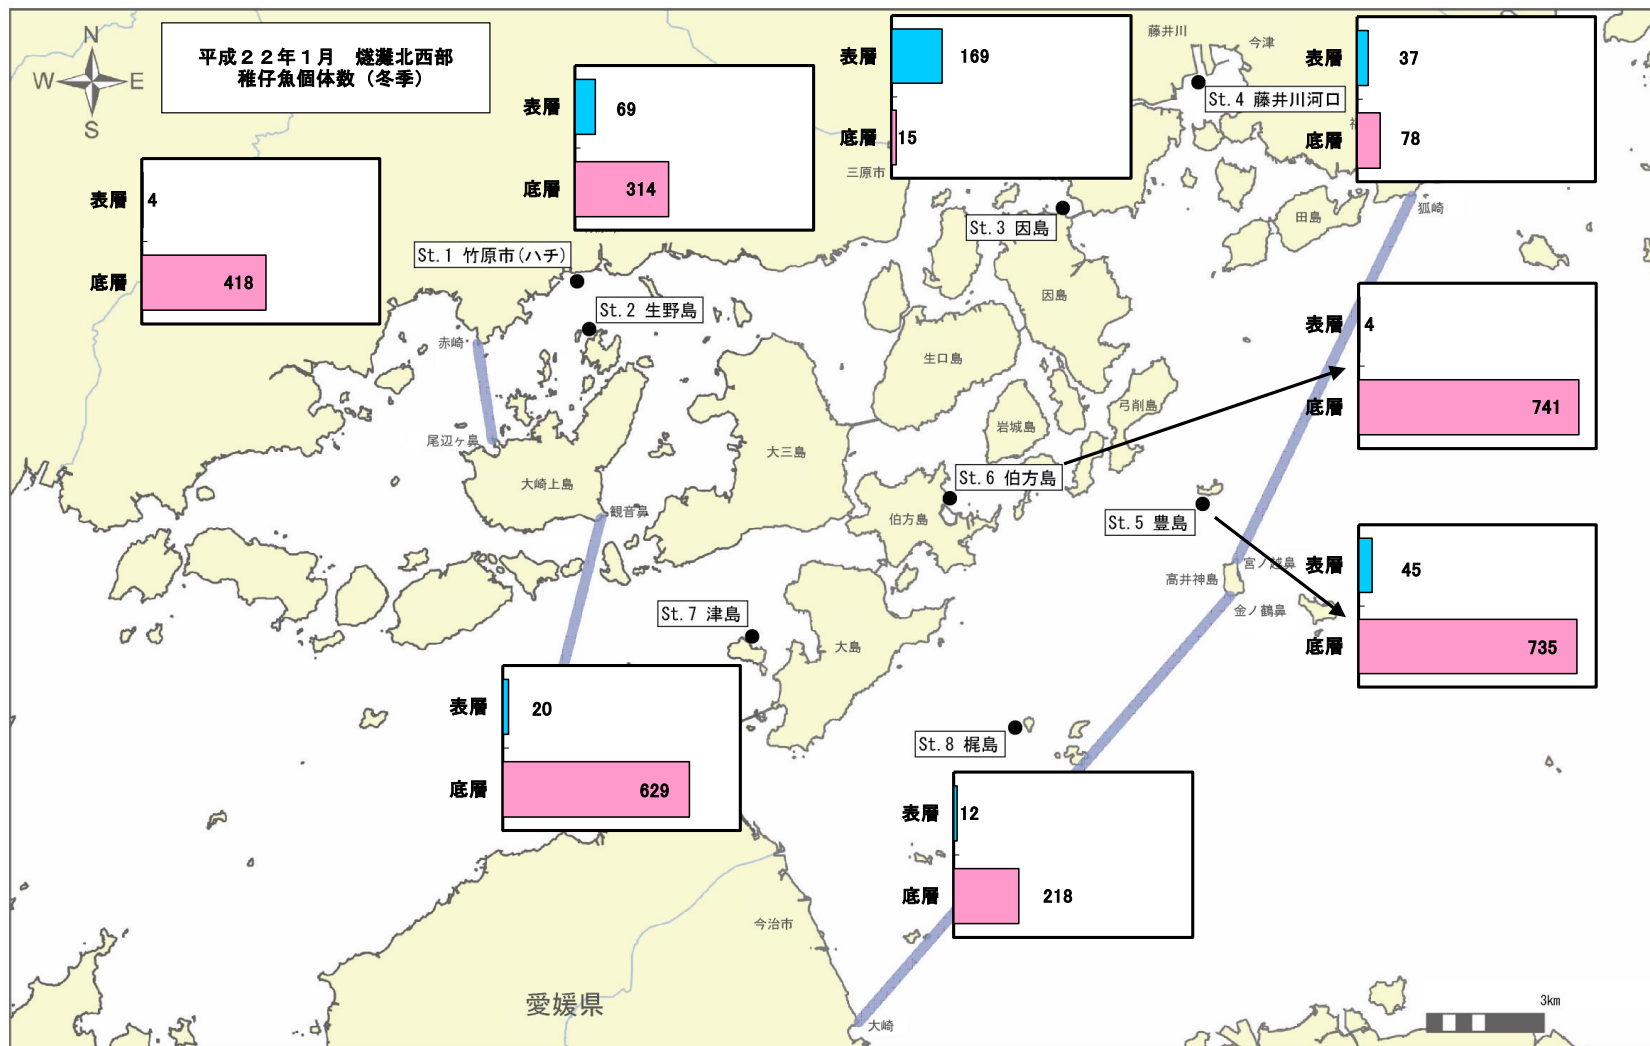 平成２２年１月　燧灘北西部
稚仔魚個体数（冬季）
N
W
E
S
表層
4
底層
418
表層
69
底層
314
表層
169
底層
15
表層
37
底層
78
藤井川
今津
St.4 藤井川河口
三原市
St.3 因島
田島
狐崎
St.1 竹原市(ハチ)
St.2 生野島
赤崎
因島
生口島
表層
4
底層
741
尾辺ヶ鼻
大三島
岩城島
弓削島
大崎上島
観音鼻
St.6 伯方島
伯方島
St.5 豊島
宮ノ越鼻
高井神島
金ノ鶴鼻
表層
45
底層
735
St.7 津島
大島
表層
20
底層
629
St.8 梶島
表層
12
底層
218
今治市
愛媛県
大崎
3km